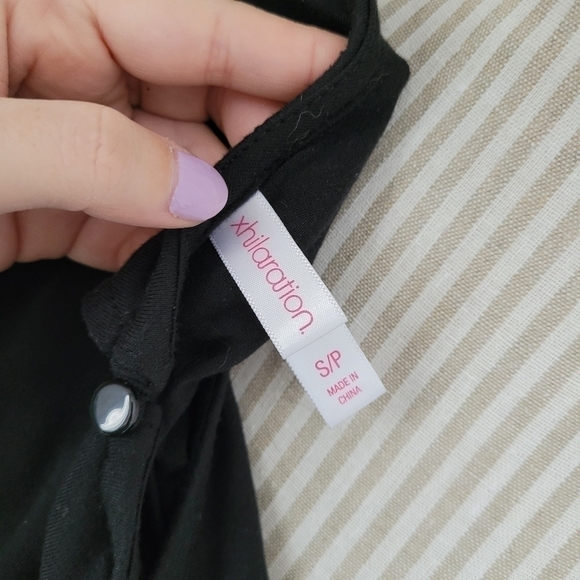 xhilaration.
S/P
MADE IN
CHINA